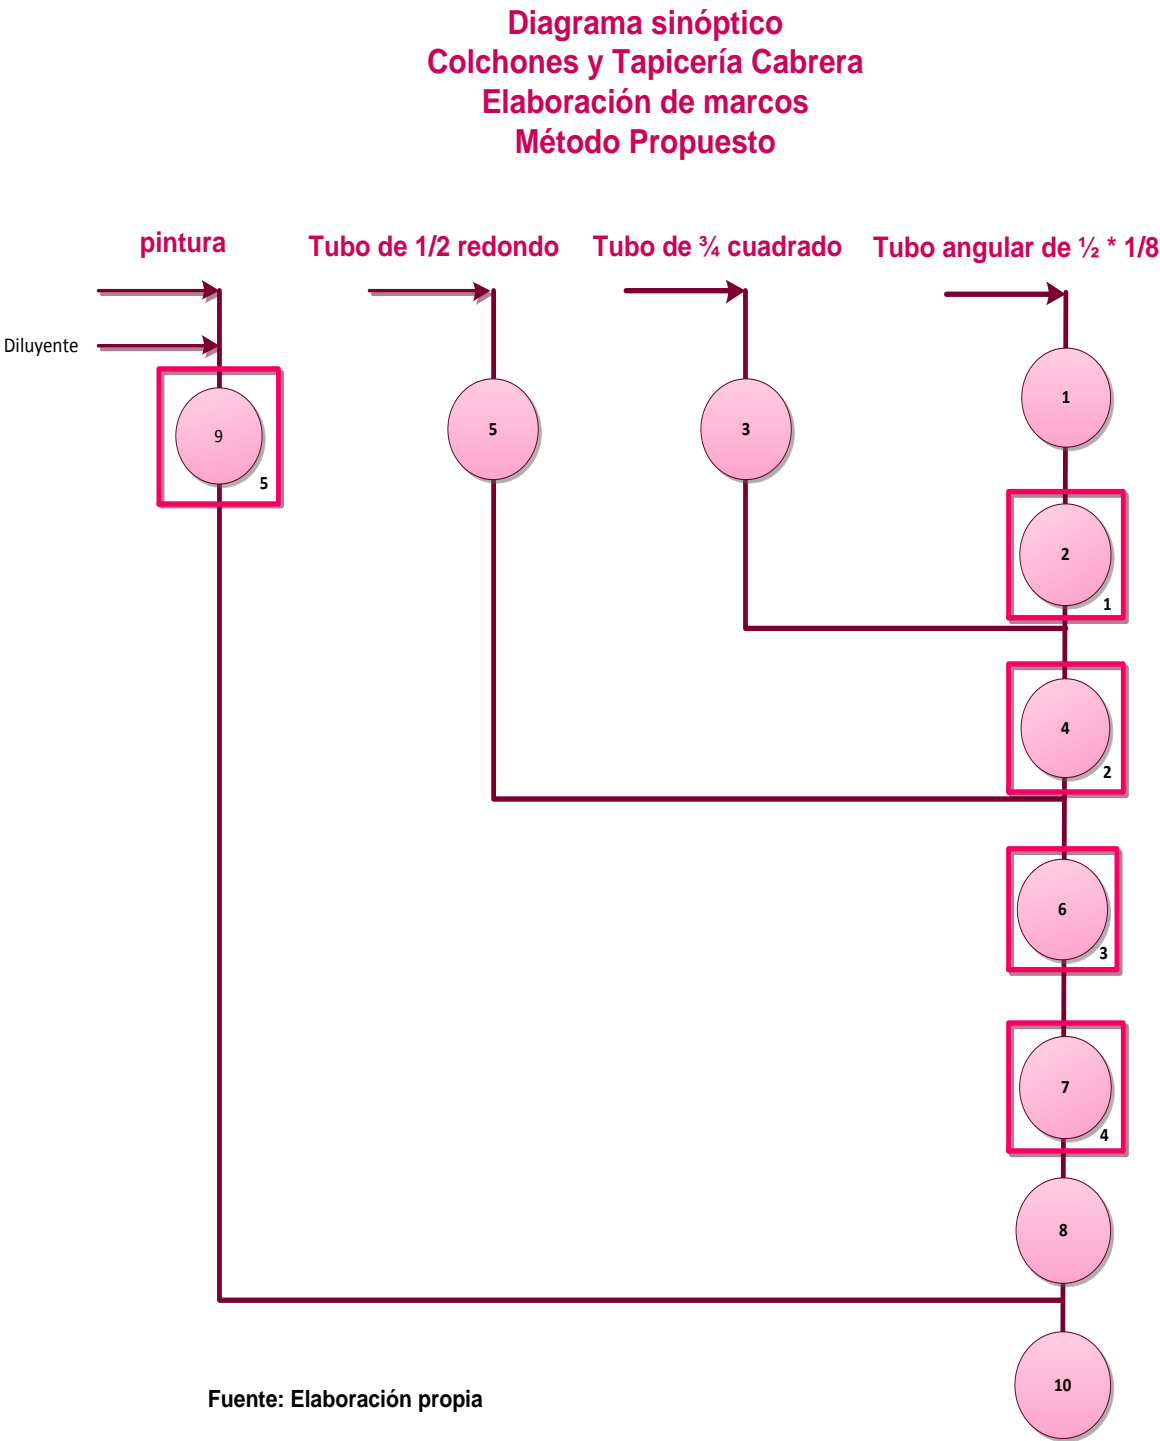 Diagrama sinóptico
Colchones y Tapicería Cabrera
Elaboración de marcos
Método Propuesto
pintura
Tubo de 1/2 redondo
Tubo de ¾ cuadrado
Tubo angular de ½ * 1/8
Diluyente
9
5
5
3
1
2
1
4
2
6
3
7
4
8
10
Fuente: Elaboración propia